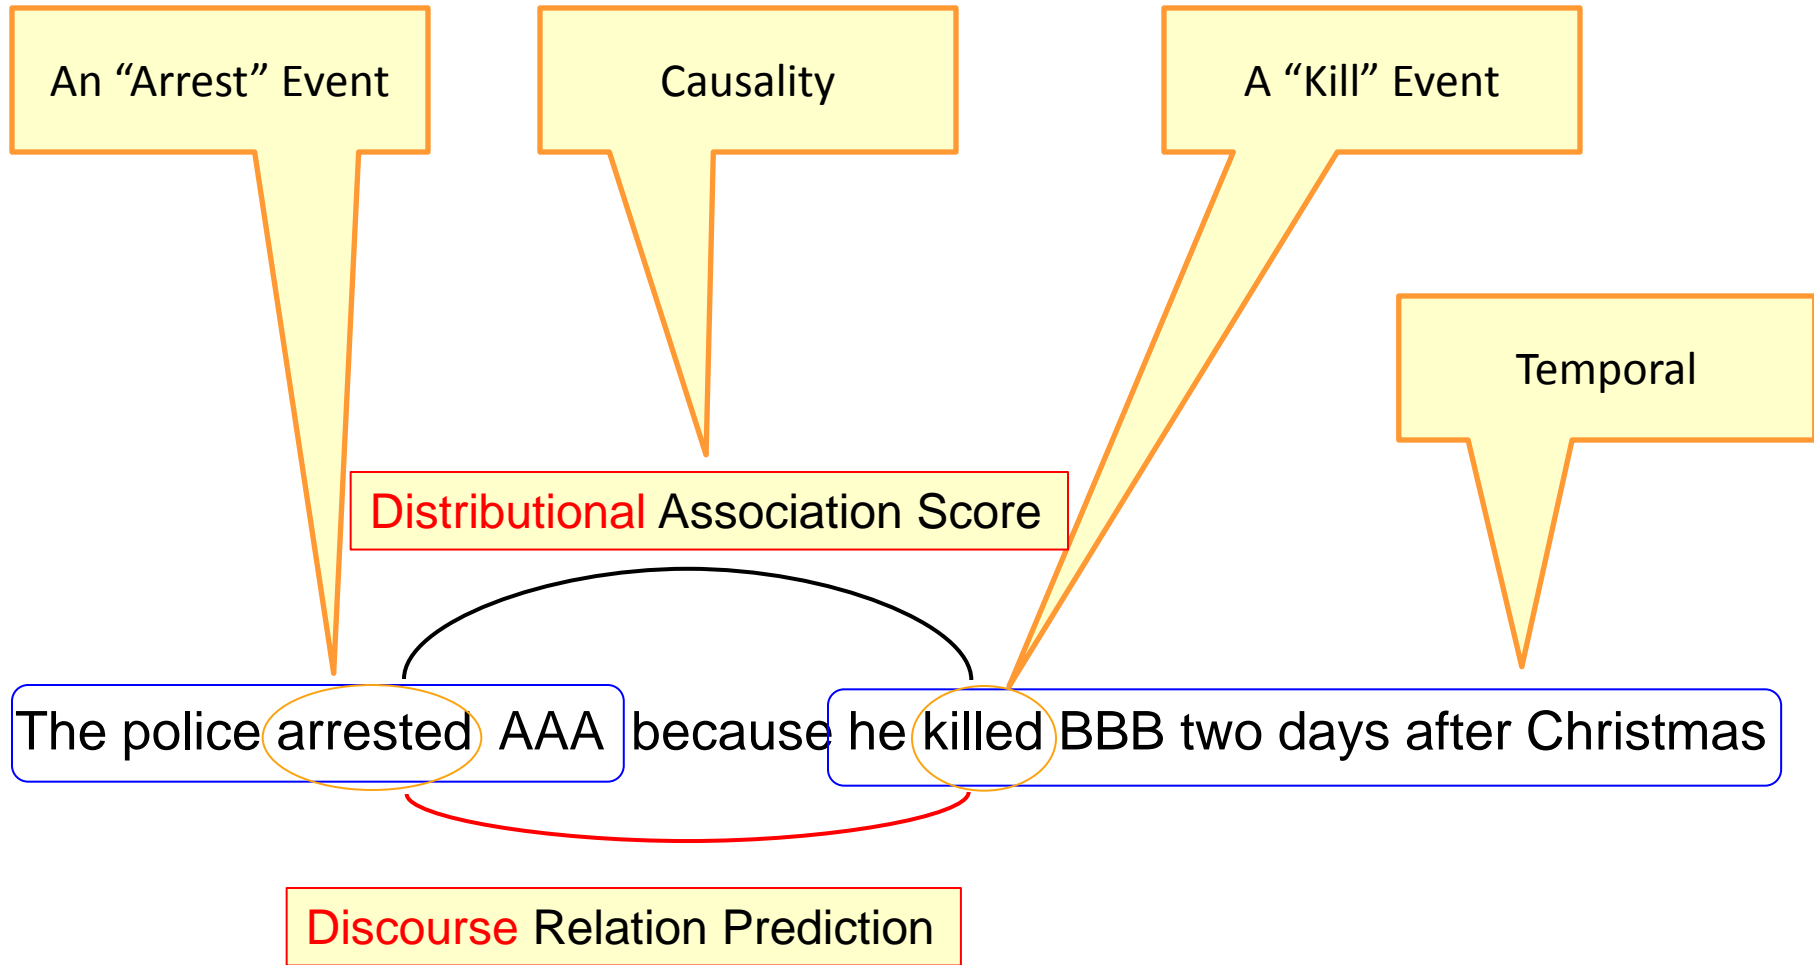 An “Arrest” Event
Causality
A “Kill” Event
Temporal
Distributional Association Score
The police arrested AAA because he killed BBB two days after Christmas
Discourse Relation Prediction